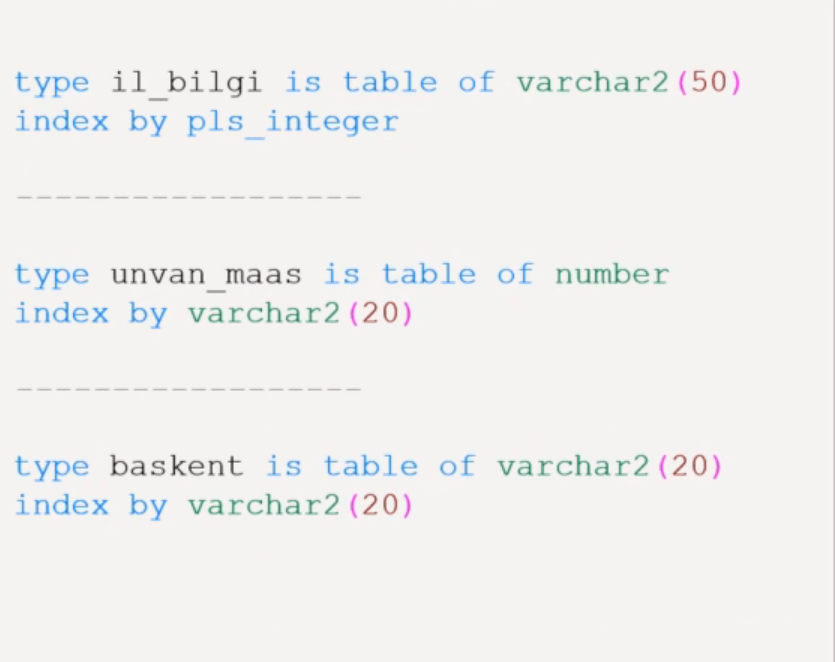 type il_bilgi is table of varchar2(50)
index by pls_integer
------------------
type unvan_maas is table of number
index by varchar2(20)
------------------
type baskent is table of varchar2(20)
index by varchar2(20)